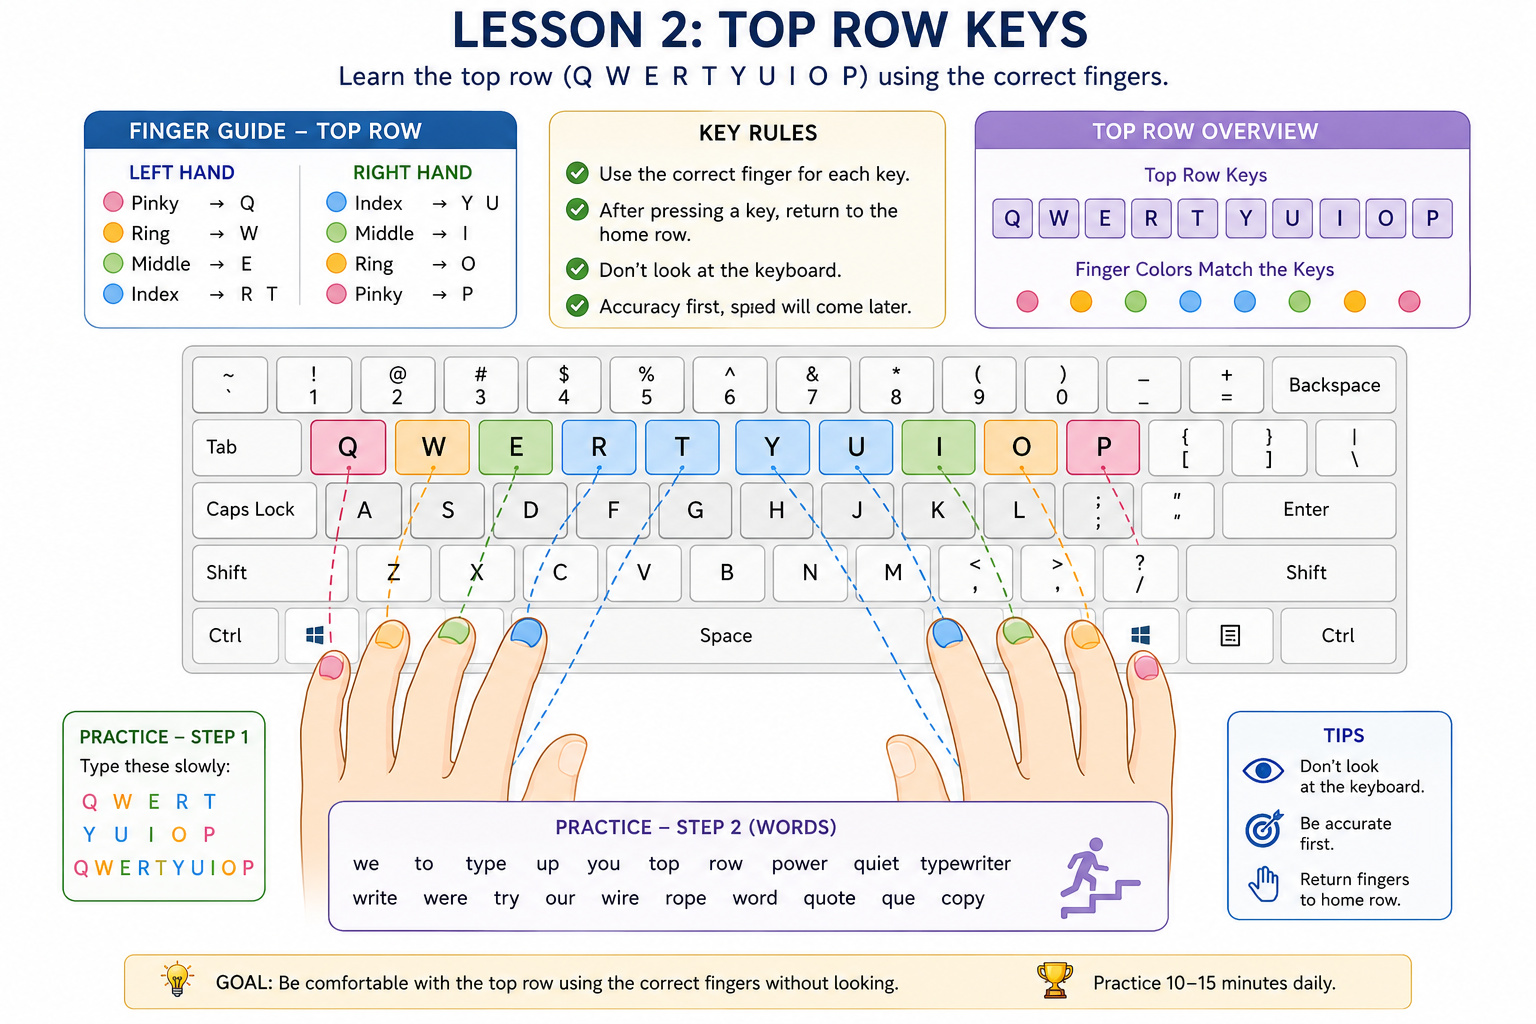 LESSON 2: TOP ROW KEYS
Learn the top row (Q W E R T Y U I O P) using the correct fingers.
FINGER GUIDE – TOP ROW
LEFT HAND
Pinky → Q
Ring → W
Middle → E
Index → R T
RIGHT HAND
Index → Y U
Middle → I
Ring → O
Pinky → P
KEY RULES
Use the correct finger for each key.
After pressing a key, return to the
home row.
Don't look at the keyboard.
Accuracy first, spied will come later.
TOP ROW OVERVIEW
Top Row Keys
Q W E R T Y U I O P
Finger Colors Match the Keys
~ ! @ # $ % ^ & * ( ) _ +
` 1 2 3 4 5 6 7 8 9 0 _ = Backspace
Tab Q W E R T Y U I O P { [ } ] | \
Caps Lock A S D F G H J K L ; ; " " Enter
Shift Z X C V B N M < , > , ? / Shift
Ctrl Space Ctrl
PRACTICE – STEP 1
Type these slowly:
Q W E R T
Y U I O P
Q W E R T Y U I O P
PRACTICE – STEP 2 (WORDS)
we to type up you top row power quiet typewriter
write were try our wire rope word quote que copy
TIPS
Don't look
at the keyboard.
Be accurate
first.
Return fingers
to home row.
GOAL: Be comfortable with the top row using the correct fingers without looking.
Practice 10–15 minutes daily.